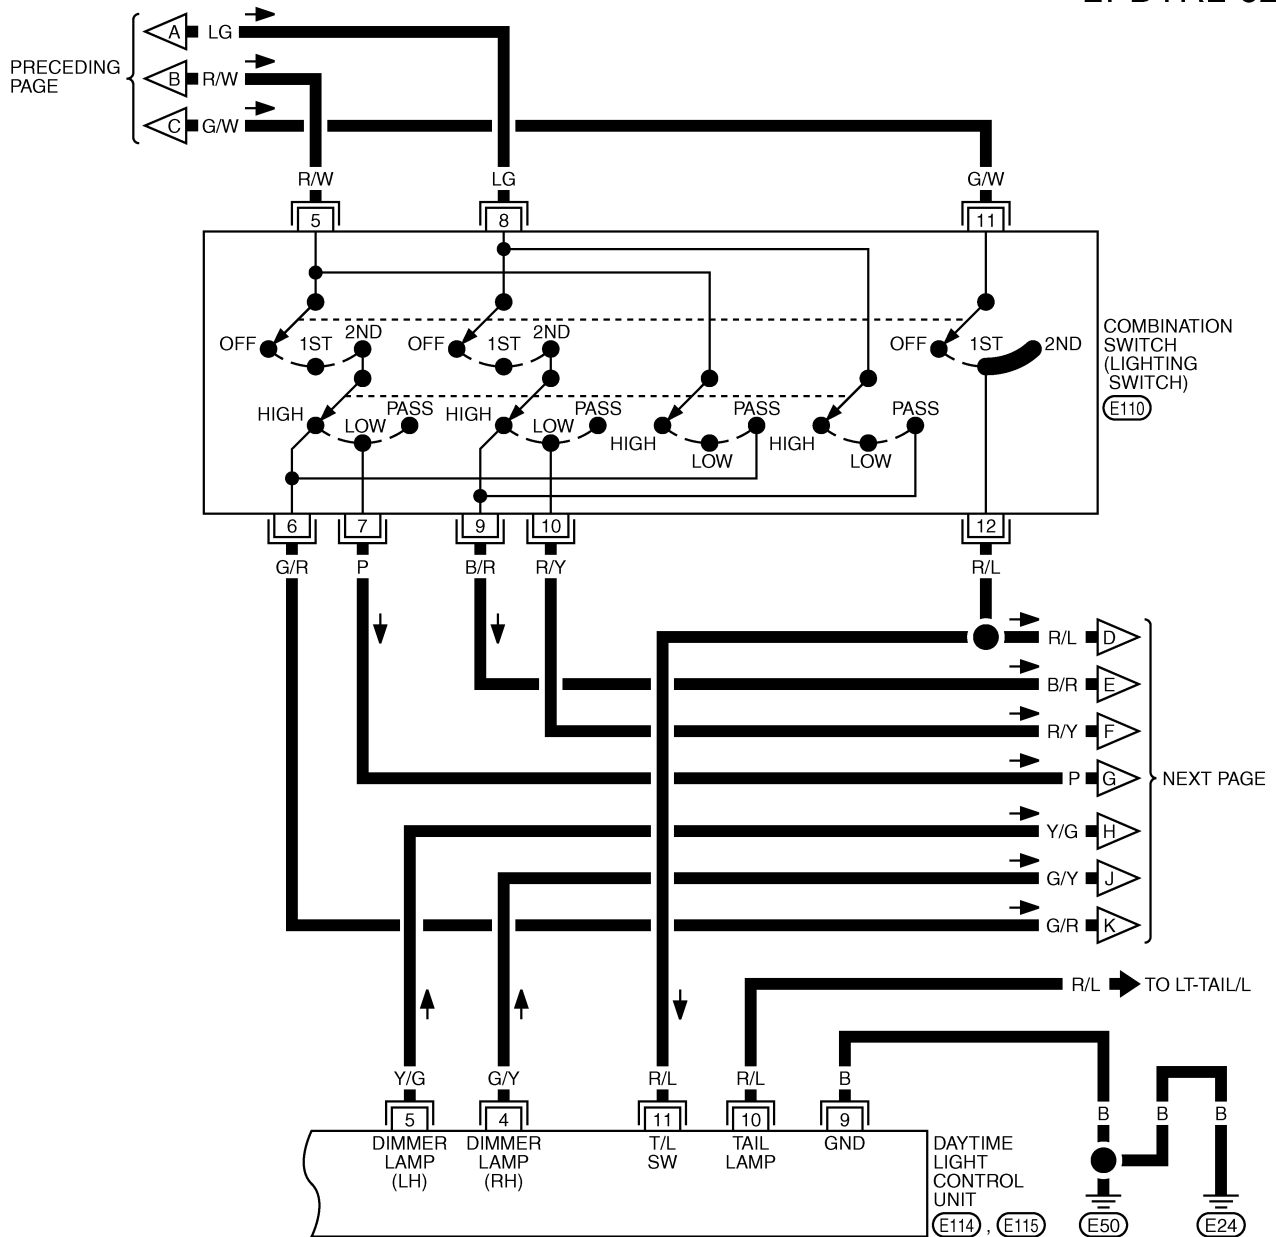 A LG
PRECEDING
PAGE
B R/W
C G/W
R/W LG G/W
5 8 11
OFF 1ST 2ND OFF 1ST 2ND OFF 1ST 2ND
COMBINATION
SWITCH
(LIGHTING
SWITCH)
E110
HIGH LOW PASS HIGH LOW PASS HIGH LOW PASS HIGH LOW PASS
6 7 9 10 12
G/R P B/R R/Y R/L
R/L D
B/R E
R/Y F
P G
NEXT PAGE
Y/G H
G/Y J
G/R K
R/L TO LT-TAIL/L
Y/G G/Y R/L R/L B
B B B
5 4 11 10 9
DIMMER
LAMP
(LH)
DIMMER
LAMP
(RH)
T/L
SW
TAIL
LAMP
GND
DAYTIME
LIGHT
CONTROL
UNIT
E114 , E115
E50
E24